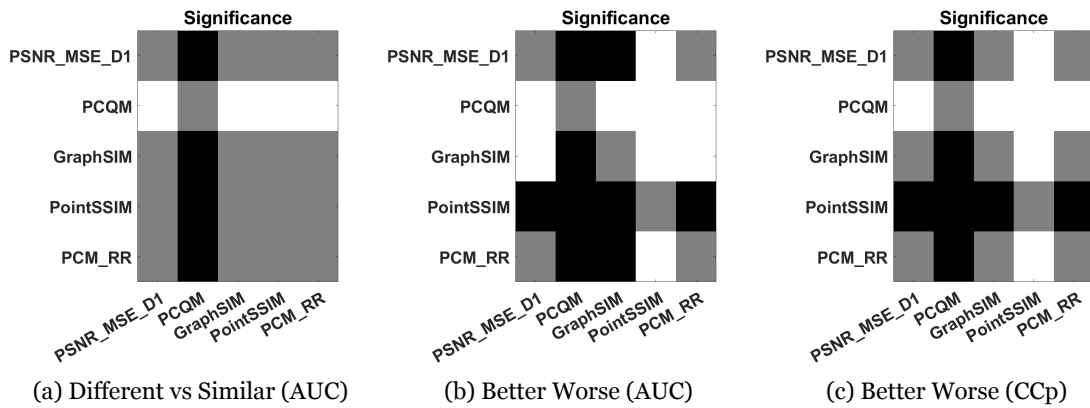 Significance
PSNR_MSE_D1
PCQM
GraphSIM
PointSSIM
PCM_RR
PSNR_MSE_D1
PCQM
GraphSIM
PointSSIM
PCM_RR
(a) Different vs Similar (AUC)
Significance
PSNR_MSE_D1
PCQM
GraphSIM
PointSSIM
PCM_RR
PSNR_MSE_D1
PCQM
GraphSIM
PointSSIM
PCM_RR
(b) Better Worse (AUC)
Significance
PSNR_MSE_D1
PCQM
GraphSIM
PointSSIM
PCM_RR
PSNR_MSE_D1
PCQM
GraphSIM
PointSSIM
PCM_RR
(c) Better Worse (CCp)